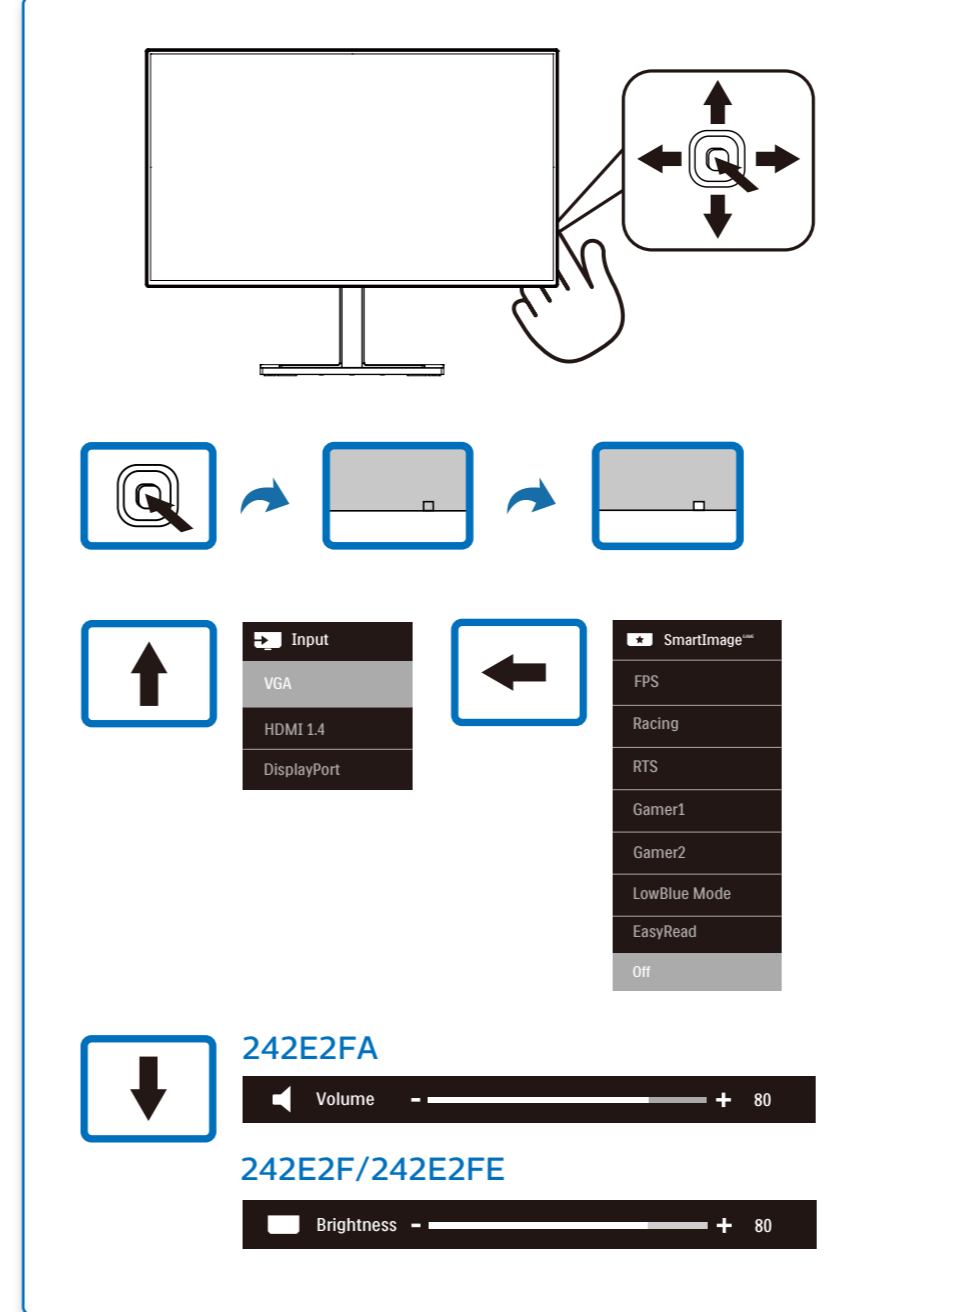 Input
VGA
HDMI 1.4
DisplayPort
SmartImage
FPS
Racing
RTS
Gamer1
Gamer2
LowBlue Mode
EasyRead
Off
242E2FA
Volume - + 80
242E2F/242E2FE
Brightness - + 80